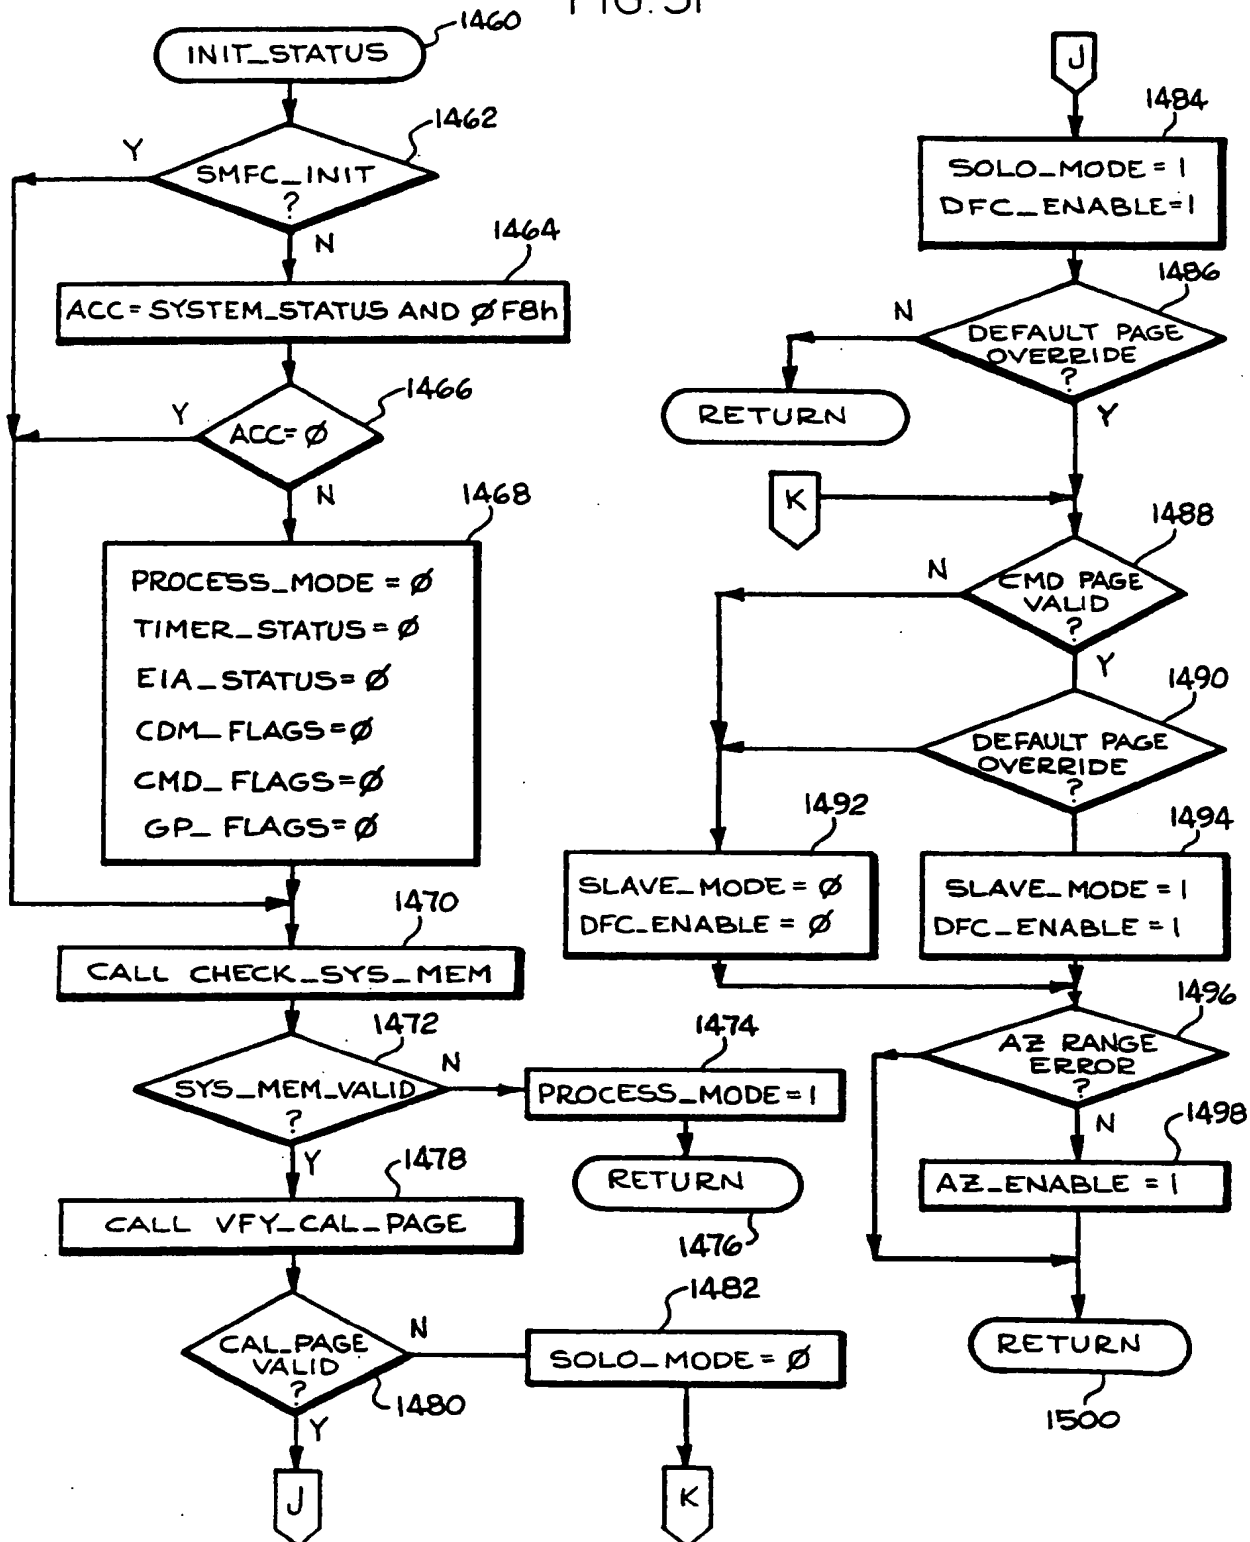 FIG. 5F
1460
INIT_STATUS
1462
Y
SMFC_INIT
?
N
1464
ACC=SYSTEM_STATUS AND ØF8h
1466
Y
ACC=Ø
N
1468
PROCESS_MODE = Ø
TIMER_STATUS=Ø
EIA_STATUS=Ø
CDM_FLAGS=Ø
CMD_FLAGS=Ø
GP_FLAGS=Ø
1470
CALL CHECK_SYS_MEM
1472
SYS_MEM_VALID
?
N
Y
1474
PROCESS_MODE=1
RETURN
1476
1478
CALL VFY_CAL_PAGE
CAL_PAGE
VALID
?
N
1480
Y
1482
SOLO_MODE=Ø
J
K
J
1484
SOLO_MODE=1
DFC_ENABLE=1
1486
N
DEFAULT PAGE
OVERRIDE
?
Y
RETURN
K
1488
N
CMD PAGE
VALID
?
Y
1490
DEFAULT PAGE
OVERRIDE
?
1492
SLAVE_MODE = Ø
DFC_ENABLE = Ø
1494
SLAVE_MODE = 1
DFC_ENABLE = 1
1496
AZ RANGE
ERROR
?
N
1498
AZ_ENABLE = 1
RETURN
1500